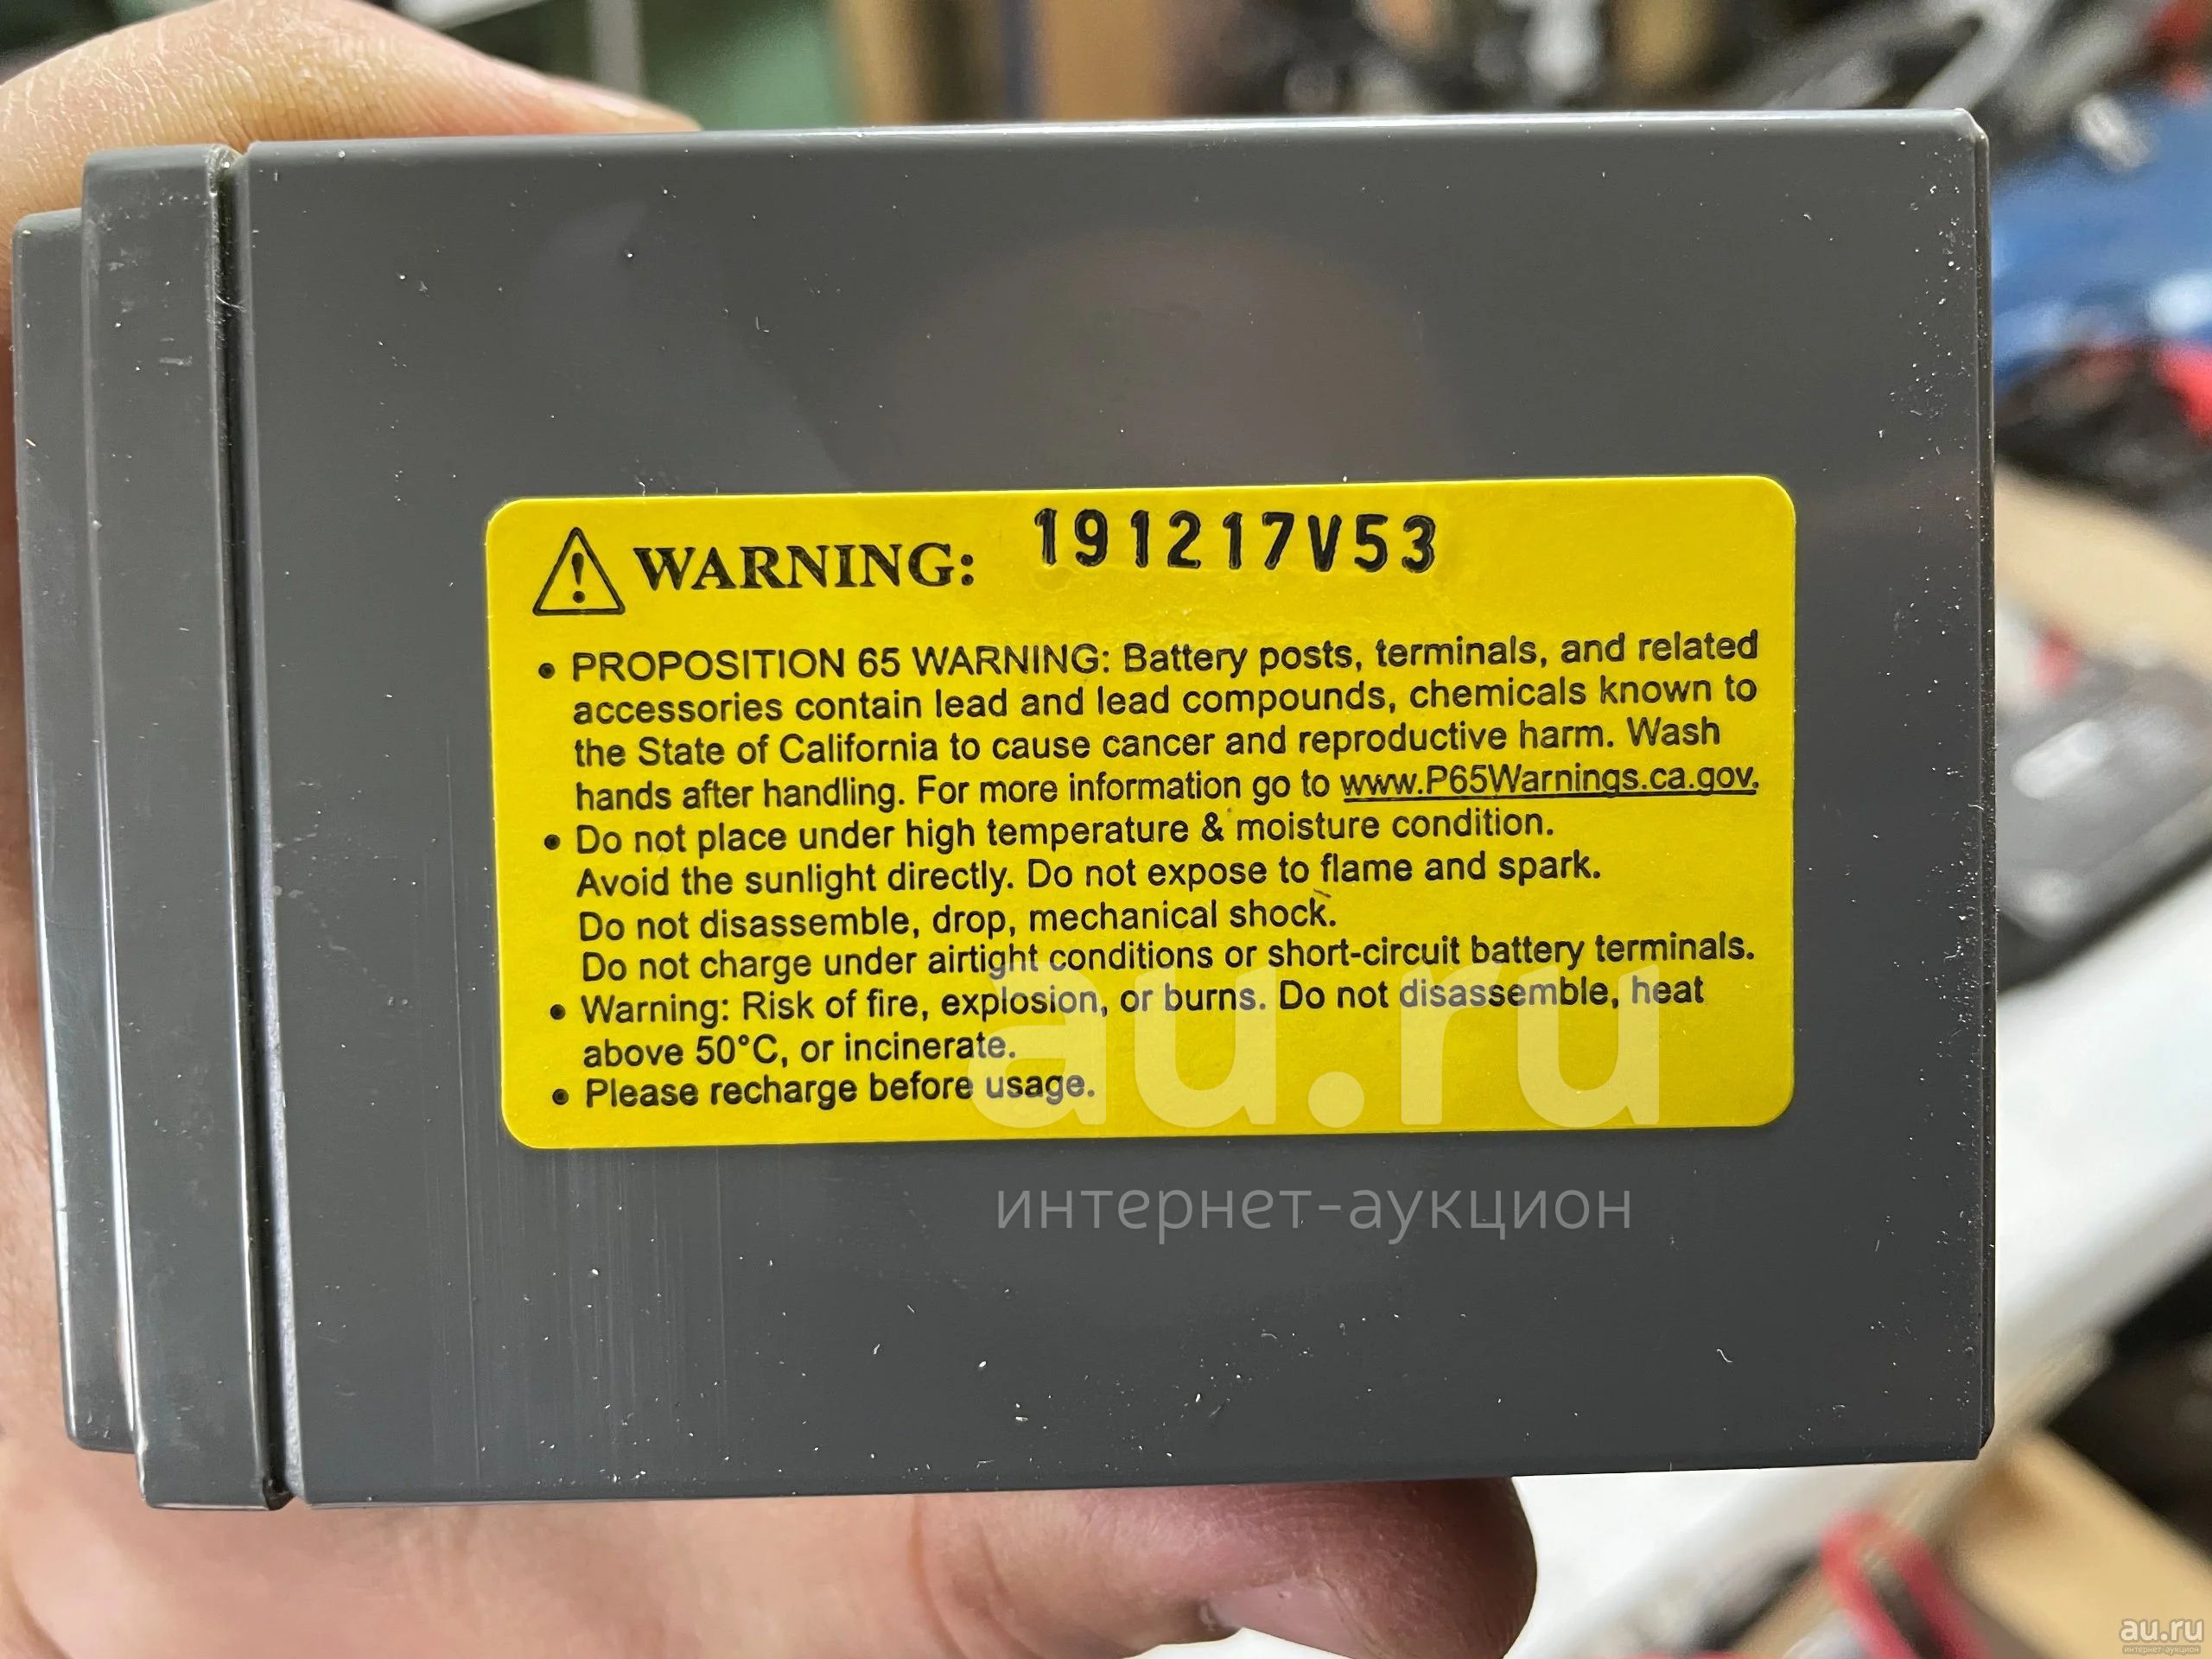 WARNING: 191217V53
• PROPOSITION 65 WARNING: Battery posts, terminals, and related
accessories contain lead and lead compounds, chemicals known to
the State of California to cause cancer and reproductive harm. Wash
hands after handling. For more information go to www.P65Warnings.ca.gov.
• Do not place under high temperature & moisture condition.
Avoid the sunlight directly. Do not expose to flame and spark.
Do not disassemble, drop, mechanical shock.
Do not charge under airtight conditions or short-circuit battery terminals.
• Warning: Risk of fire, explosion, or burns. Do not disassemble, heat
above 50°C, or incinerate.
• Please recharge before usage.
au.ru
интернет-аукцион
au.ru
интернет-аукцион